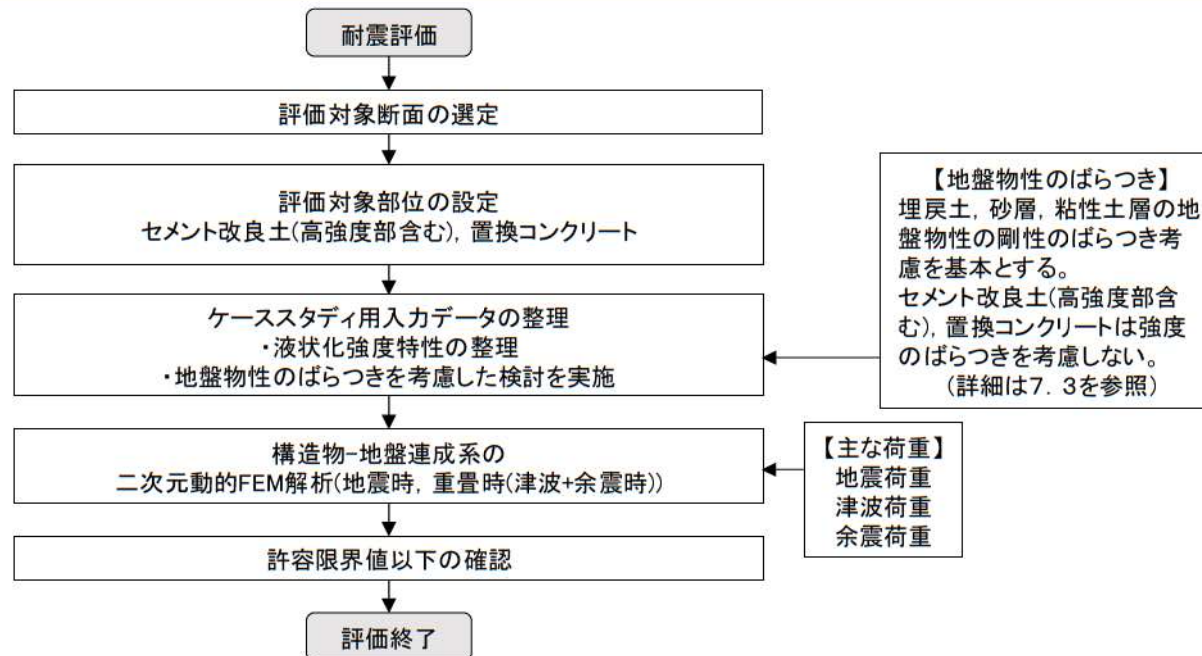 耐震評価
評価対象断面の選定
評価対象部位の設定
セメント改良土(高強度部含む), 置換コンクリート
ケーススタディ用入力データの整理
・液状化強度特性の整理
・地盤物性のばらつきを考慮した検討を実施
【地盤物性のばらつき】
埋戻土, 砂層, 粘性土層の地
盤物性の剛性のばらつき考
慮を基本とする。
セメント改良土(高強度部含
む), 置換コンクリートは強度
のばらつきを考慮しない。
(詳細は7. 3を参照)
構造物-地盤連成系の
二次元動的FEM解析(地震時, 重畳時(津波+余震時))
【主な荷重】
地震荷重
津波荷重
余震荷重
許容限界値以下の確認
評価終了